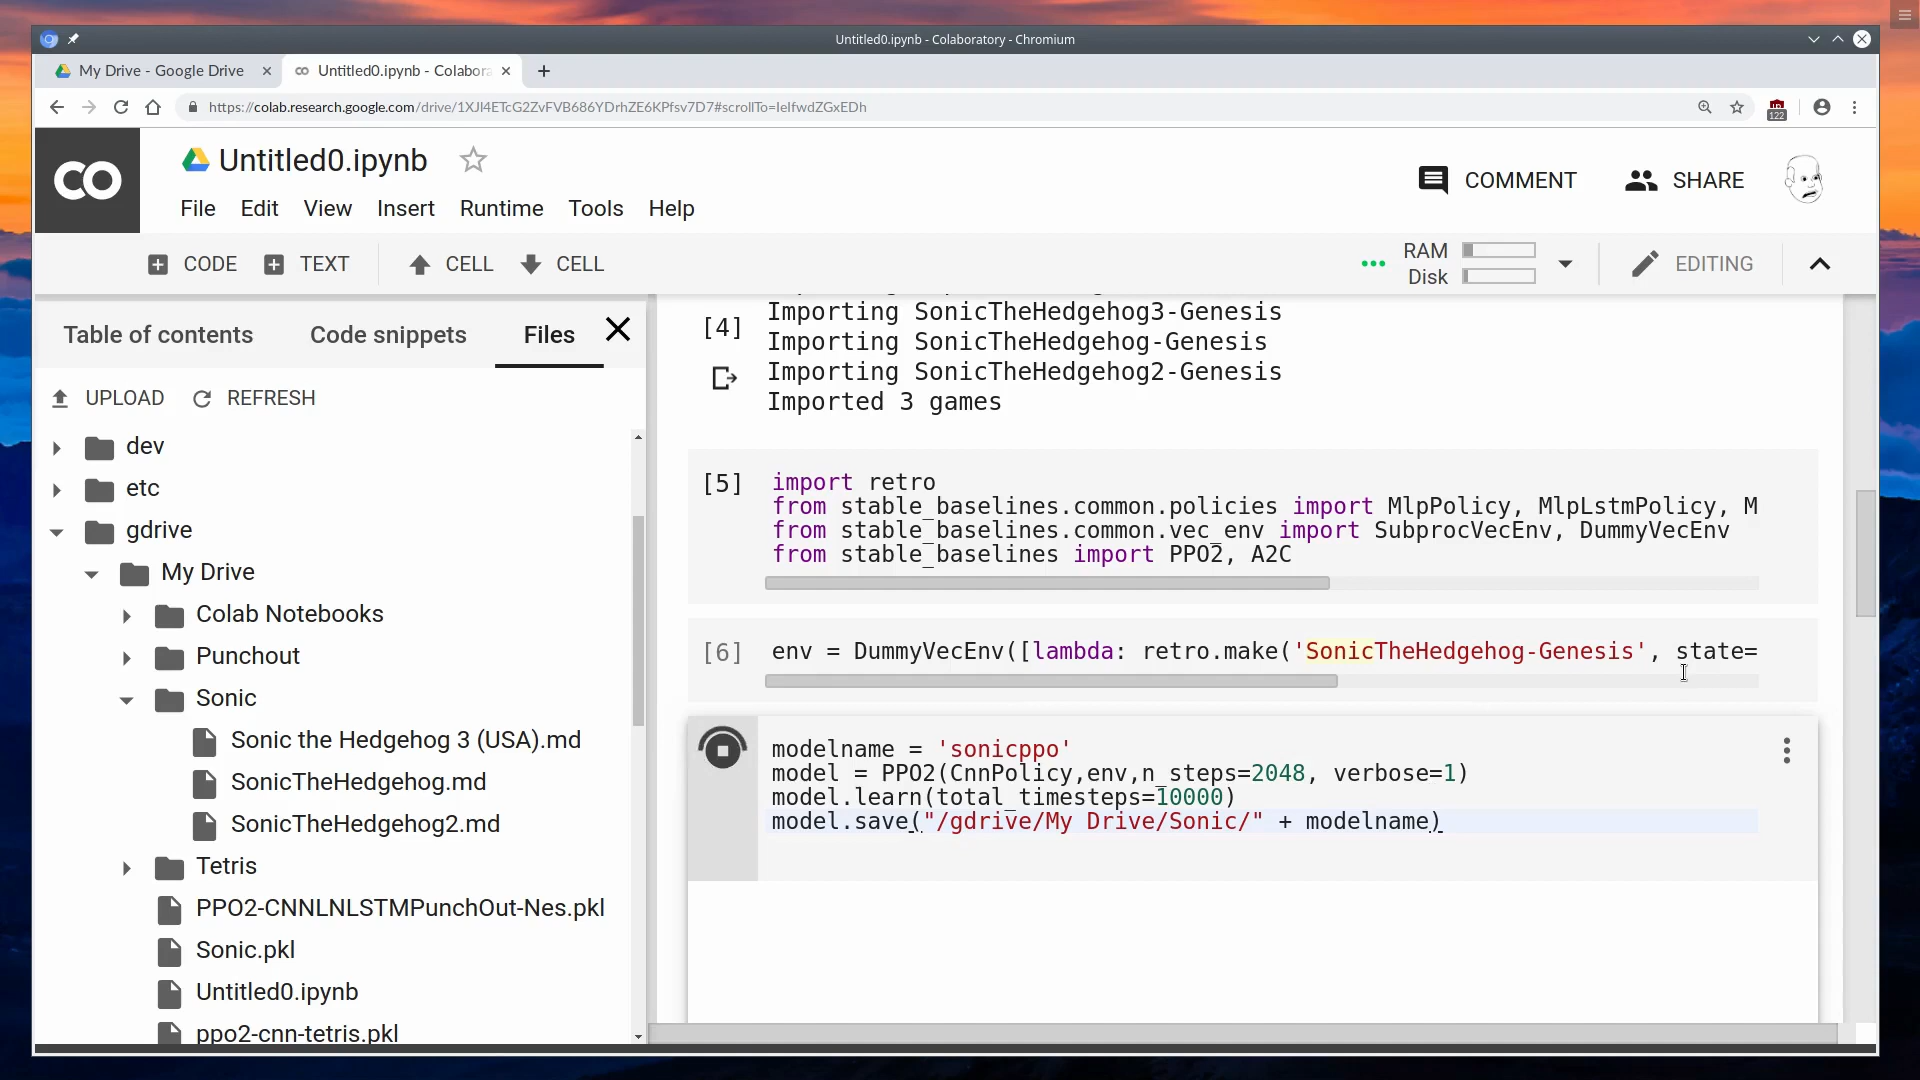 Untitled0.ipynb - Colaboratory - Chromium
My Drive - Google Drive
Untitled0.ipynb - Colabora
https://colab.research.google.com/drive/1XJI4ETcG2ZvFVB686YDrhZE6KPfsv7D7#scrollTo=IeIfwdZGxEDh
122
CO
Untitled0.ipynb
COMMENT
SHARE
File Edit View Insert Runtime Tools Help
CODE
TEXT
CELL
CELL
RAM
Disk
EDITING
Table of contents
Code snippets
Files
UPLOAD
REFRESH
dev
etc
gdrive
My Drive
Colab Notebooks
Punchout
Sonic
Sonic the Hedgehog 3 (USA).md
SonicTheHedgehog.md
SonicTheHedgehog2.md
Tetris
PPO2-CNNLNLSTMPunchOut-Nes.pkl
Sonic.pkl
Untitled0.ipynb
ppo2-cnn-tetris.pkl
[4]
Importing SonicTheHedgehog3-Genesis
Importing SonicTheHedgehog-Genesis
Importing SonicTheHedgehog2-Genesis
Imported 3 games
[5]
import retro
from stable_baselines.common.policies import MlpPolicy, MlpLstmPolicy, M
from stable_baselines.common.vec_env import SubprocVecEnv, DummyVecEnv
from stable_baselines import PPO2, A2C
[6]
env = DummyVecEnv([lambda: retro.make('SonicTheHedgehog-Genesis', state=
modelname = 'sonicppo'
model = PPO2(CnnPolicy,env,n_steps=2048, verbose=1)
model.learn(total_timesteps=10000)
model.save("/gdrive/My Drive/Sonic/" + modelname)